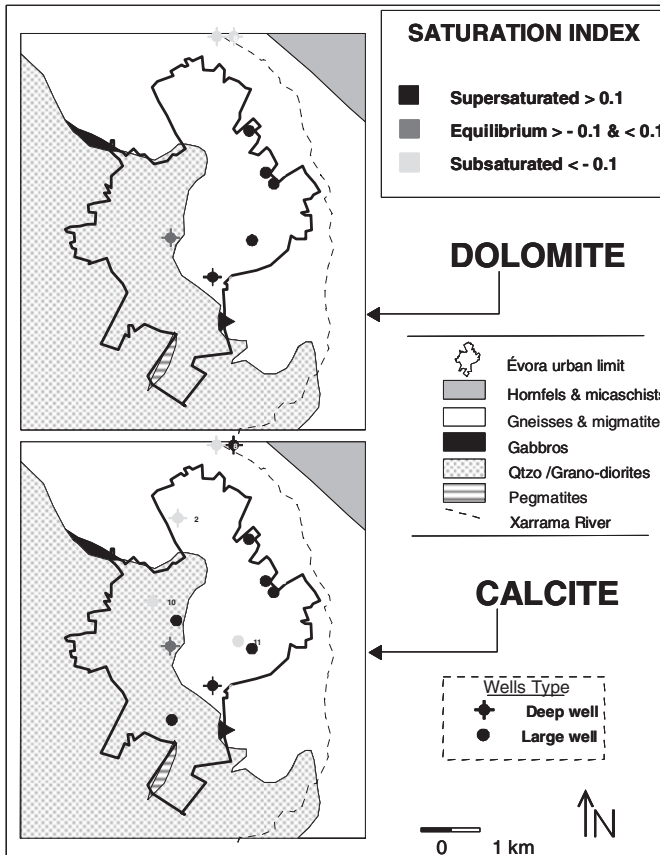 SATURATION INDEX
Supersaturated > 0.1
Equilibrium > - 0.1 & < 0.1
Subsaturated < - 0.1
DOLOMITE
Évora urban limit
Hornfels & micaschists
Gneisses & migmatite
Gabbros
Qtzo /Grano-diorites
Pegmatites
Xarrama River
2
10
11
CALCITE
Wells Type
Deep well
Large well
N
0 1 km